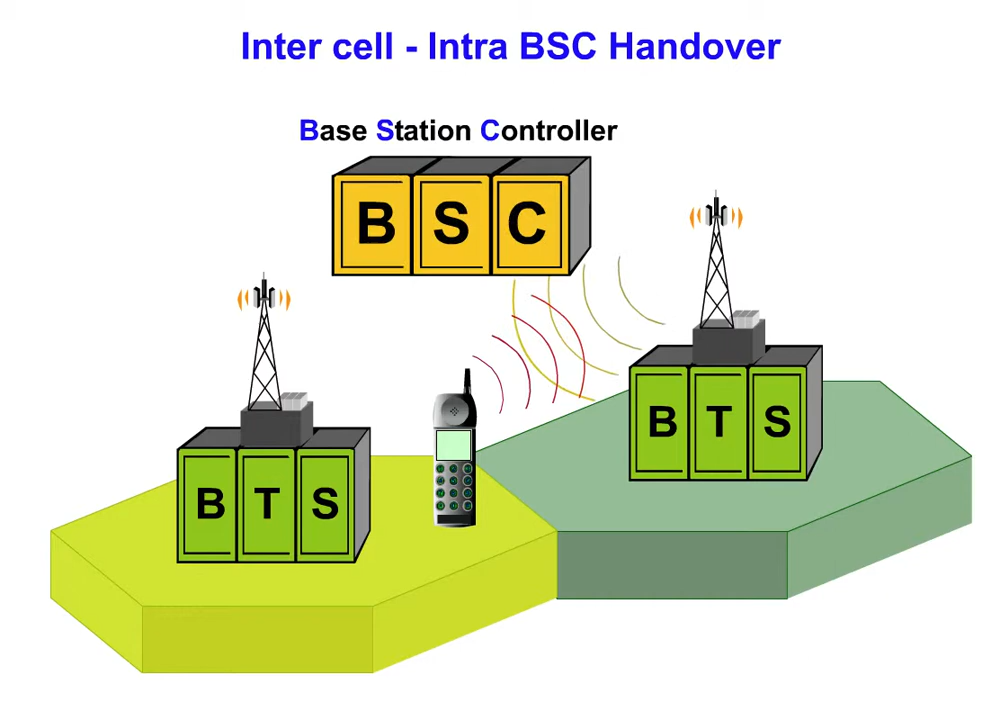 Inter cell - Intra BSC Handover
Base Station Controller
BSC
BTS
BTS